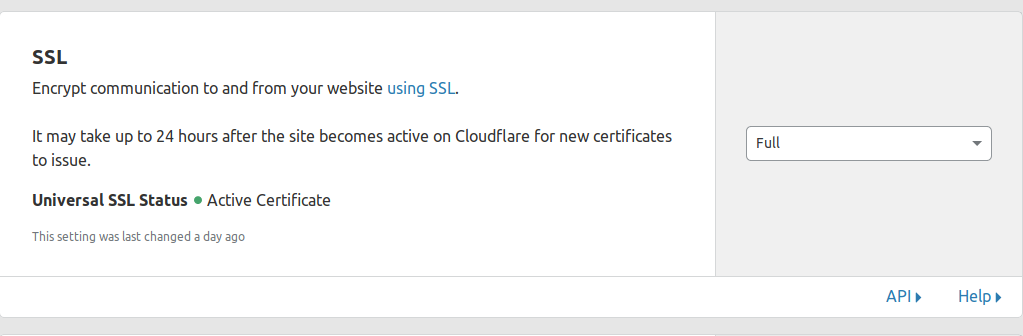 SSL
Encrypt communication to and from your website using SSL.
It may take up to 24 hours after the site becomes active on Cloudflare for new certificates
to issue.
Full
Universal SSL Status ● Active Certificate
This setting was last changed a day ago
API
Help